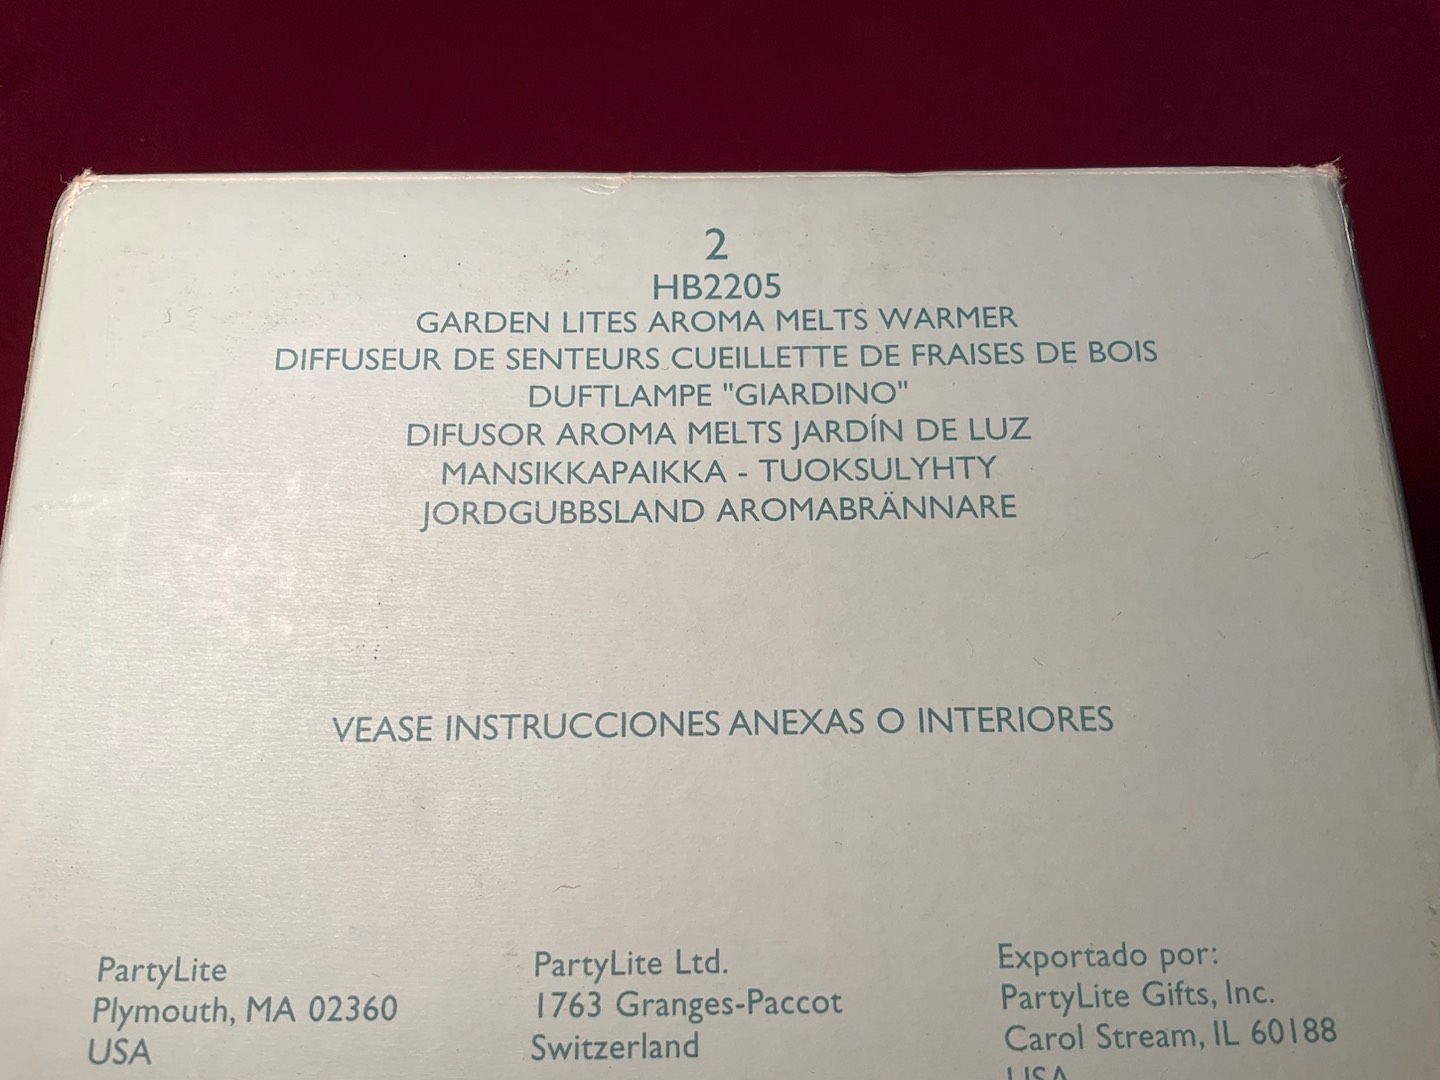 2
HB2205
GARDEN LITES AROMA MELTS WARMER
DIFFUSEUR DE SENTEURS CUEILLETTE DE FRAISES DE BOIS
DUFTLAMPE "GIARDINO"
DIFUSOR AROMA MELTS JARDÍN DE LUZ
MANSIKKAPAIKKA - TUOKSULYHTY
JORDGUBBSLAND AROMABRÄNNARE
VEASE INSTRUCCIONES ANEXAS O INTERIORES
PartyLite
Plymouth, MA 02360
USA
PartyLite Ltd.
1763 Granges-Paccot
Switzerland
Exportado por:
PartyLite Gifts, Inc.
Carol Stream, IL 60188
USA